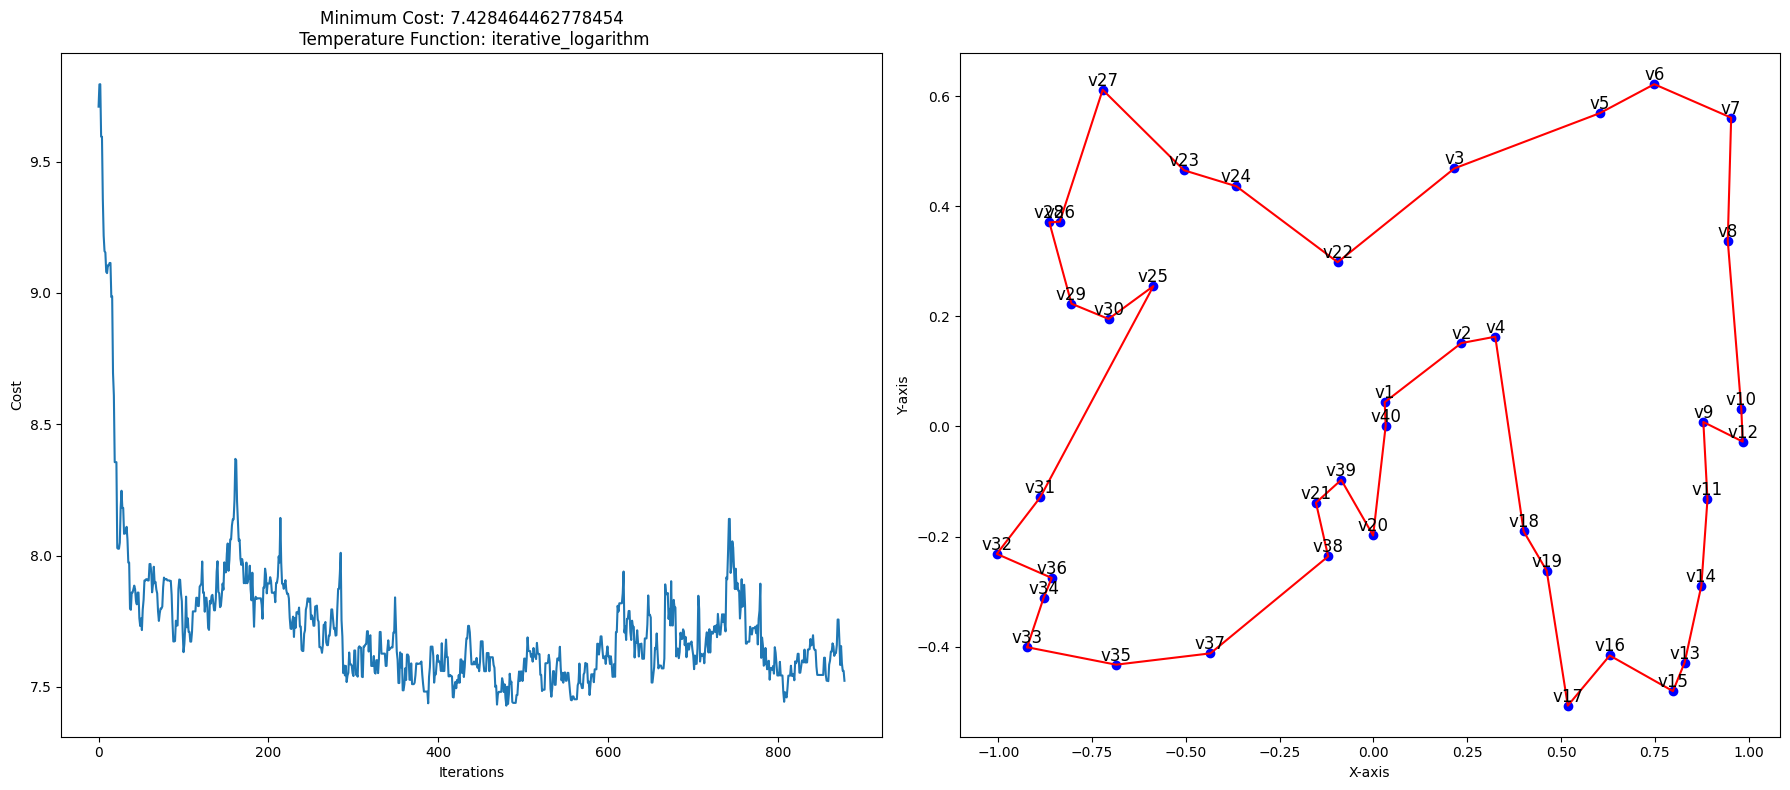 Minimum Cost: 7.428464462778454
Temperature Function: iterative_logarithm
Cost
9.5
9.0
8.5
8.0
7.5
0
200
400
600
800
Iterations
Y-axis
0.6
0.4
0.2
0.0
−0.2
−0.4
−1.00
−0.75
−0.50
−0.25
0.00
0.25
0.50
0.75
1.00
X-axis
v27
v6
v5
v7
v23
v24
v3
v26
v8
v22
v25
v29
v30
v2
v4
v1
v40
v10
v9
v12
v39
v21
v31
v11
v20
v18
v38
v32
v19
v36
v34
v14
v33
v37
v35
v16
v13
v15
v17